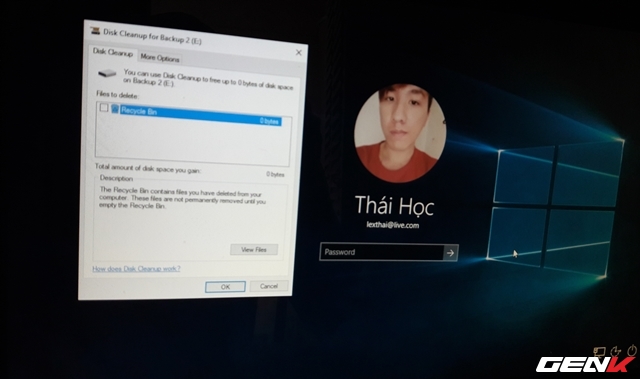 Disk Cleanup for Backup 2 (E:)
Disk Cleanup
More Options
You can use Disk Cleanup to free up to 0 bytes of disk space
on Backup 2 (E:).
Files to delete:
Recycle Bin
0 bytes
Total amount of disk space you gain:
0 bytes
Description
The Recycle Bin contains files you have deleted from your
computer. These files are not permanently removed until you
empty the Recycle Bin.
View Files
How does Disk Cleanup work?
OK
Cancel
Thái Học
lexthai@live.com
Password
GENK